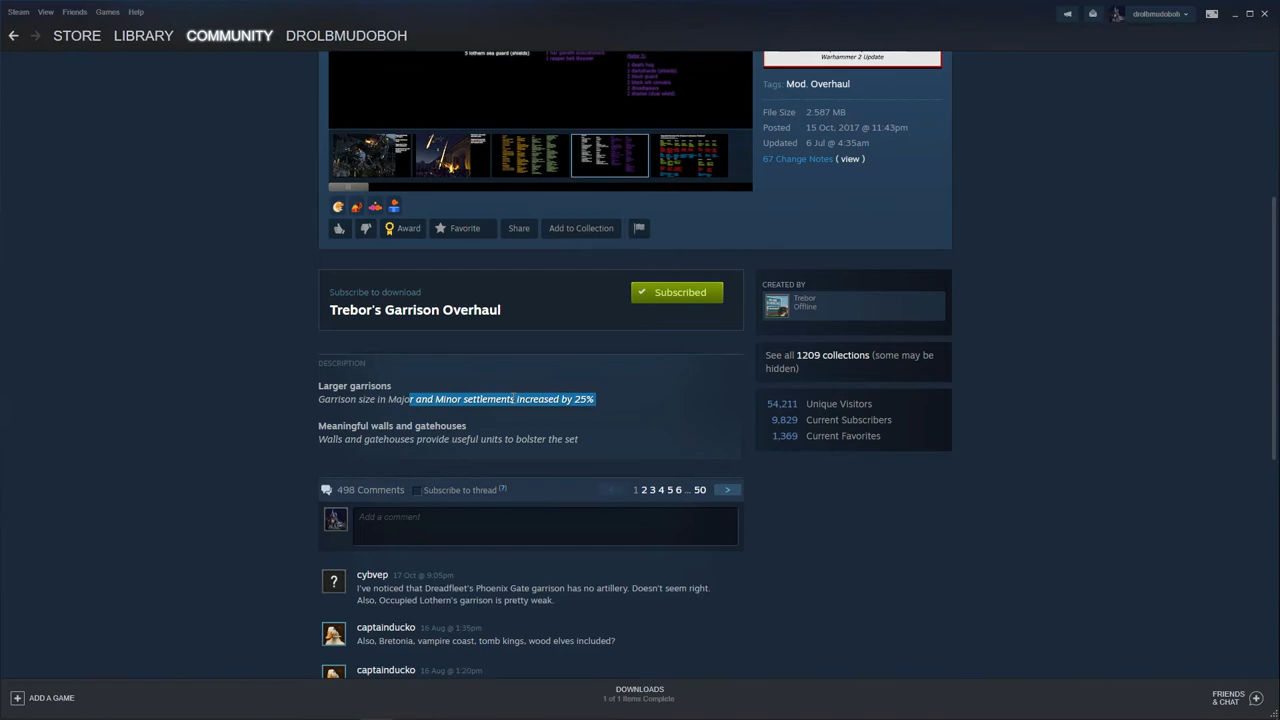 Steam View Friends Games Help
drolbmudoboh
STORE LIBRARY COMMUNITY DROLBMUDOBOH
5 lothern sea guard (shields)
Warhammer 2 Update
Tags: Mod, Overhaul
File Size 2.587 MB
Posted 15 Oct, 2017 @ 11:43pm
Updated 6 Jul @ 4:35am
67 Change Notes ( view )
Award Favorite Share Add to Collection
Subscribe to download
Trebor's Garrison Overhaul
Subscribed
CREATED BY
Trebor
Offline
See all 1209 collections (some may be
hidden)
54,211 Unique Visitors
9,829 Current Subscribers
1,369 Current Favorites
DESCRIPTION
Larger garrisons
Garrison size in Major and Minor settlements increased by 25%
Meaningful walls and gatehouses
Walls and gatehouses provide useful units to bolster the set
498 Comments Subscribe to thread (?)
< 1 2 3 4 5 6 ... 50 >
Add a comment
cybvep 17 Oct @ 9:05pm
I've noticed that Dreadfleet's Phoenix Gate garrison has no artillery. Doesn't seem right.
Also, Occupied Lothern's garrison is pretty weak.
captainducko 16 Aug @ 1:35pm
Also, Bretonia, vampire coast, tomb kings, wood elves included?
captainducko 16 Aug @ 1:20pm
ADD A GAME
DOWNLOADS
1 of 1 Items Complete
FRIENDS
& CHAT